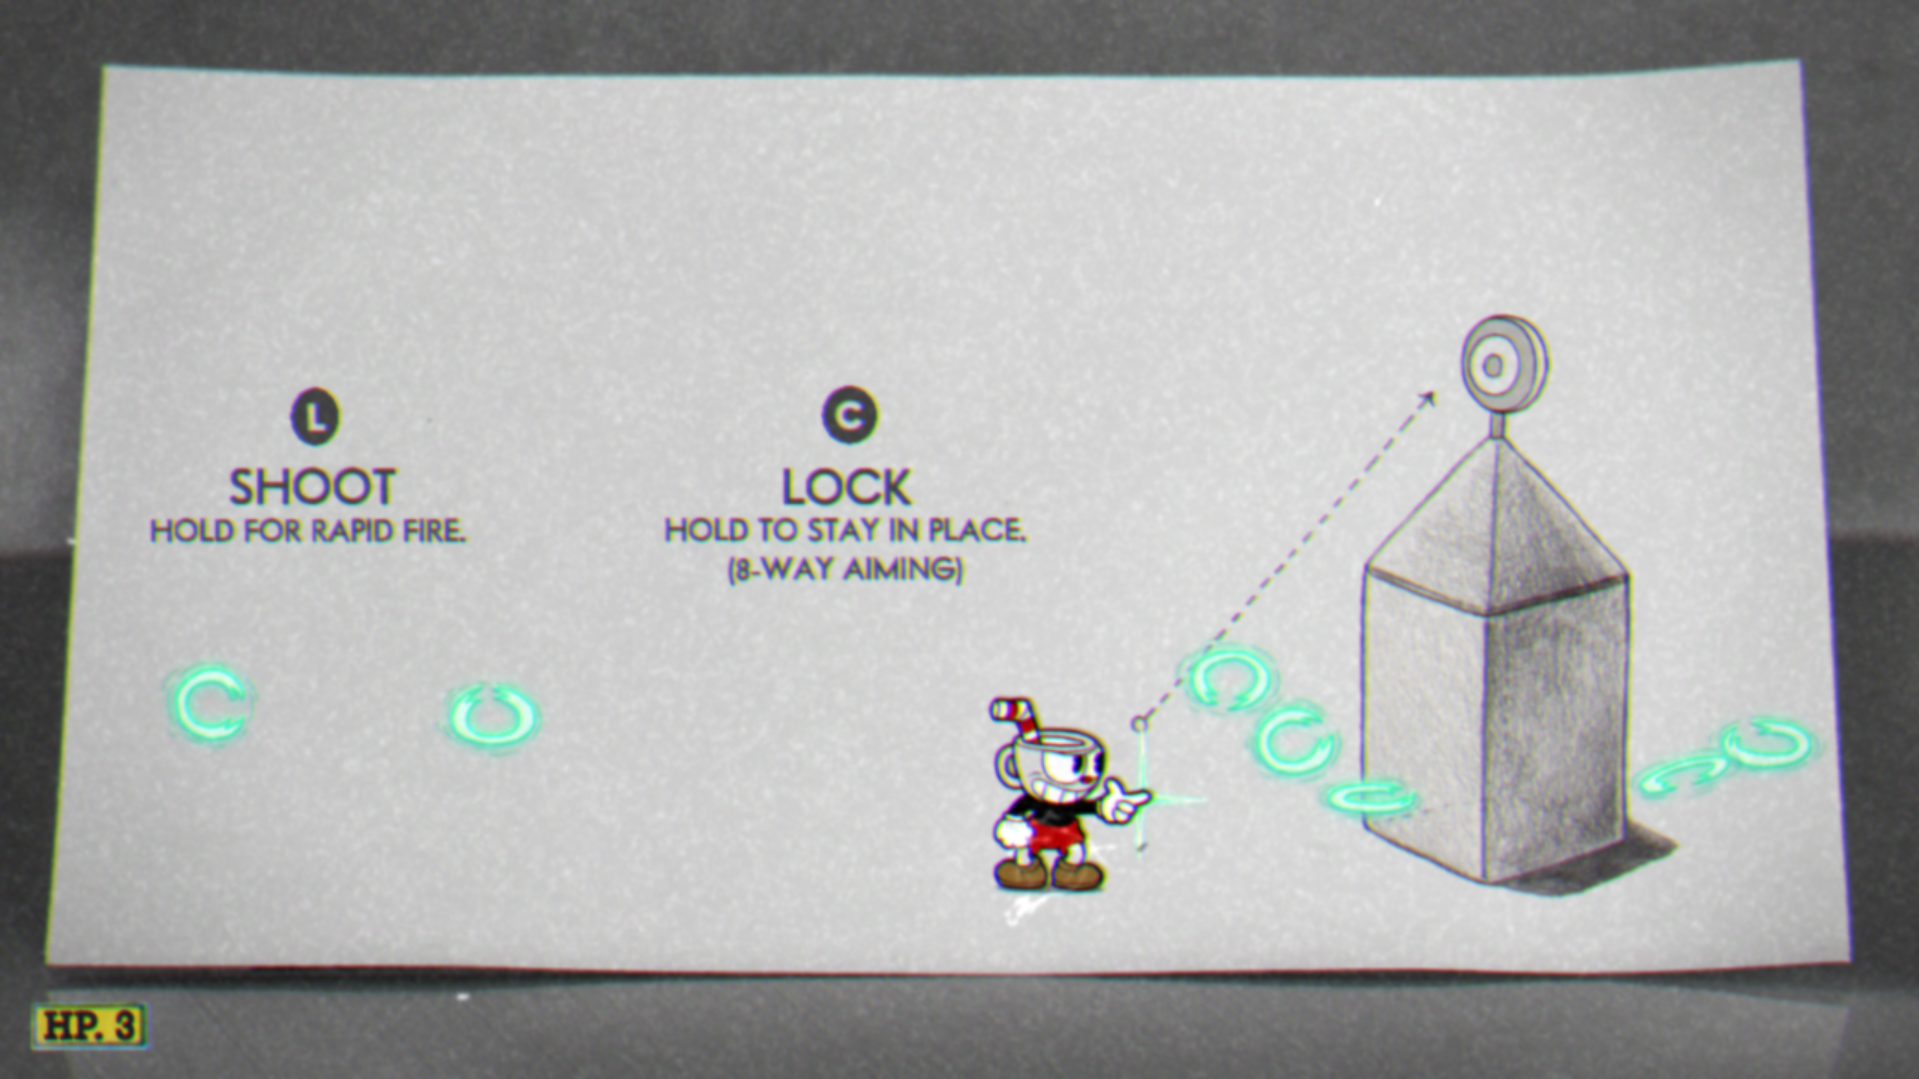 L
SHOOT
HOLD FOR RAPID FIRE.
C
LOCK
HOLD TO STAY IN PLACE.
(8-WAY AIMING)
HP. 3